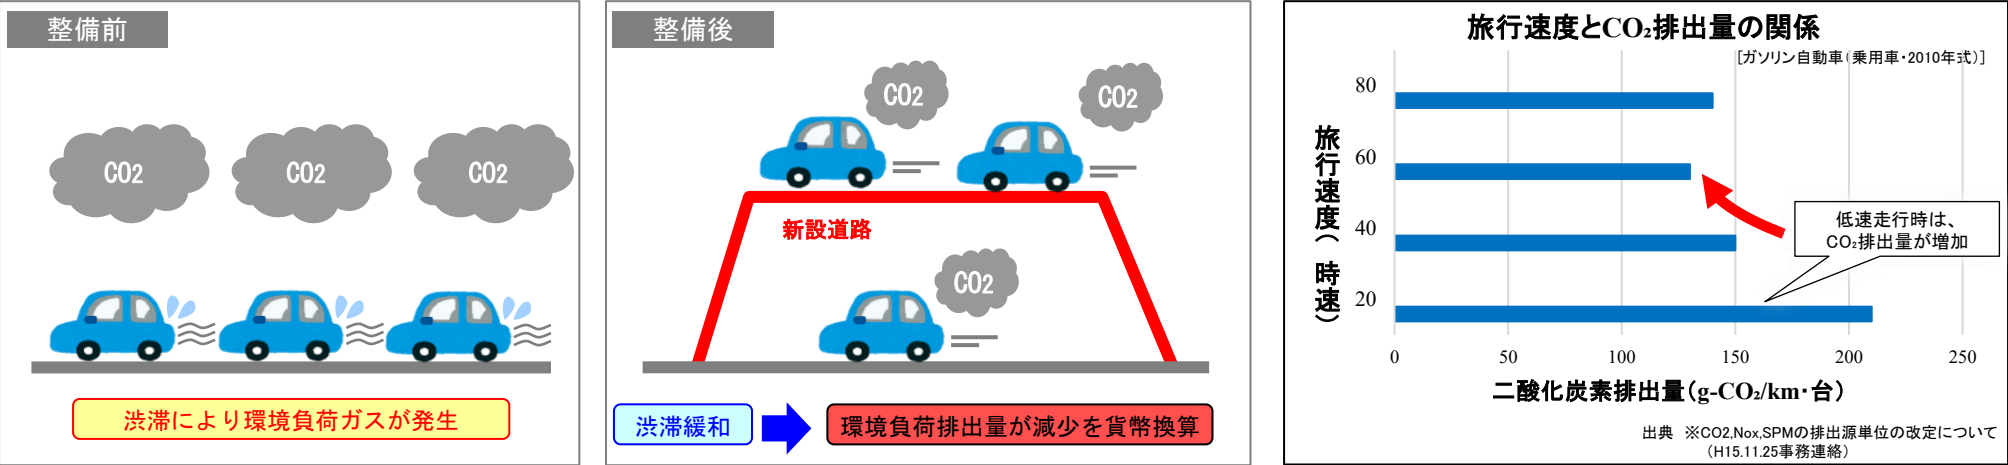 整備前
CO2
CO2
CO2
渋滞により環境負荷ガスが発生
整備後
CO2
CO2
新設道路
CO2
渋滞緩和
環境負荷排出量が減少を貨幣換算
旅行速度とCO₂排出量の関係
[ガソリン自動車(乗用車・2010年式)]
旅行速度(時速)
80
60
40
20
低速走行時は、
CO₂排出量が増加
0 50 100 150 200 250
二酸化炭素排出量(g-CO₂/km・台)
出典 ※CO2,Nox,SPMの排出源単位の改定について
(H15.11.25事務連絡)